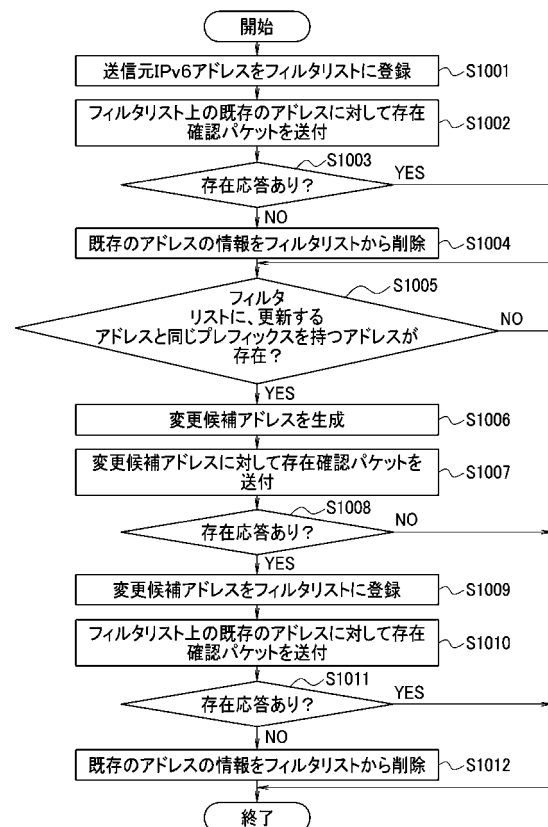 開始
送信元IPv6アドレスをフィルタリストに登録
S1001
フィルタリスト上の既存のアドレスに対して存在
確認パケットを送付
S1002
S1003
存在応答あり？
YES
NO
既存のアドレスの情報をフィルタリストから削除
S1004
S1005
フィルタ
リストに、更新する
アドレスと同じプレフィックスを持つアドレスが
存在？
NO
YES
変更候補アドレスを生成
S1006
変更候補アドレスに対して存在確認パケットを
送付
S1007
S1008
存在応答あり？
NO
YES
変更候補アドレスをフィルタリストに登録
S1009
フィルタリスト上の既存のアドレスに対して存在
確認パケットを送付
S1010
S1011
存在応答あり？
YES
NO
既存のアドレスの情報をフィルタリストから削除
S1012
終了